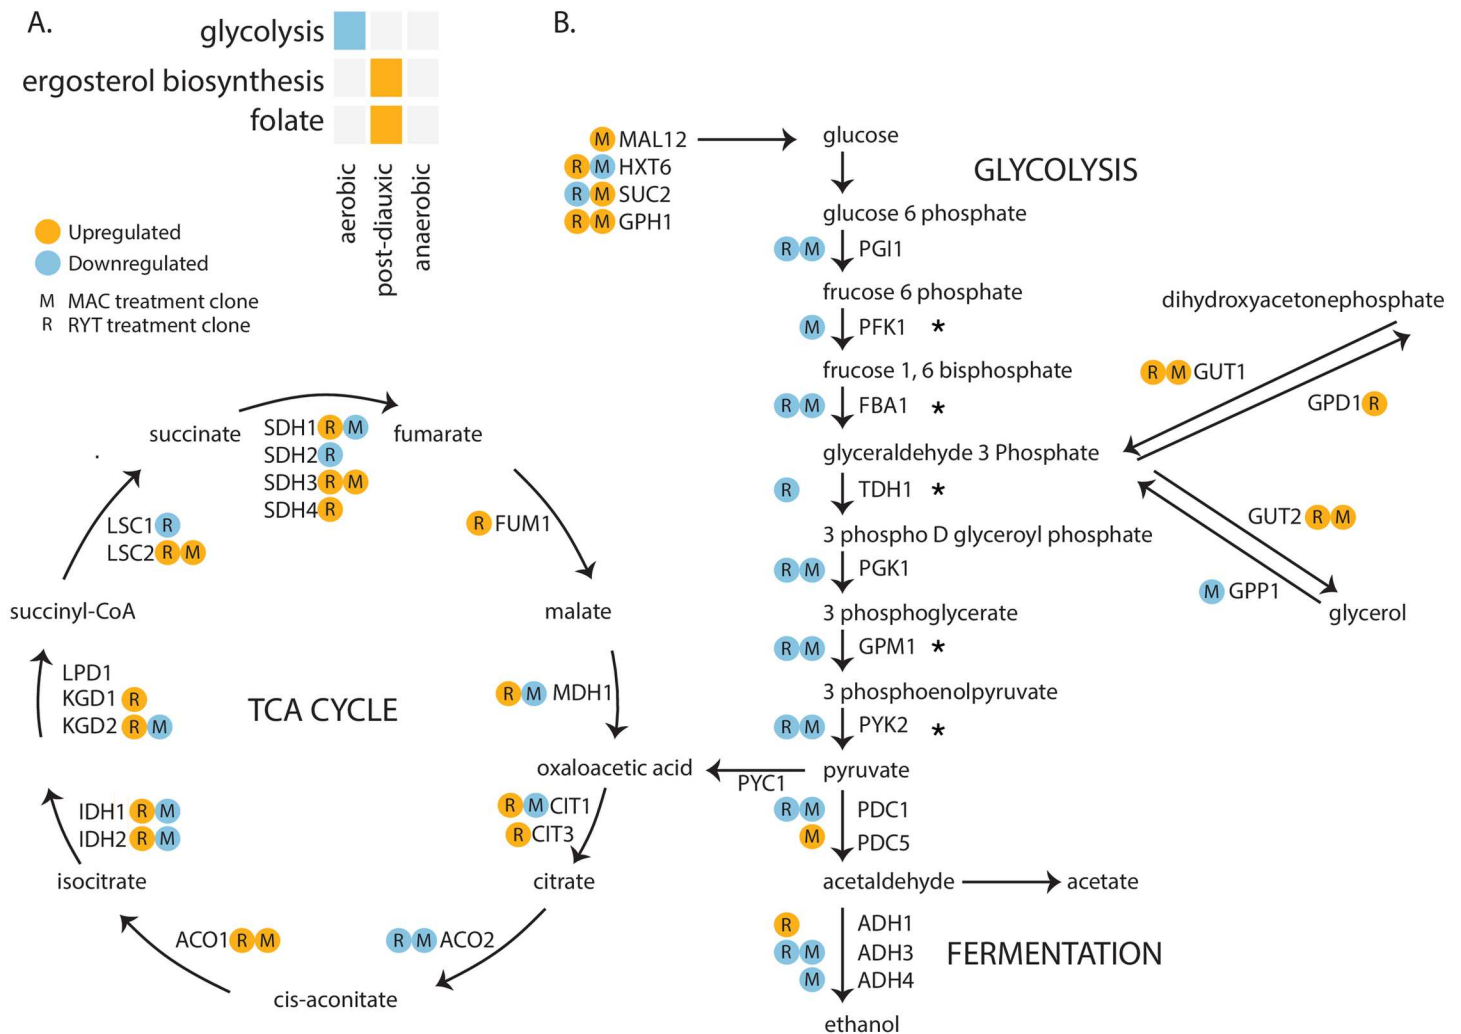 A.
glycolysis
ergosterol biosynthesis
folate
aerobic
post-diauxic
anaerobic
Upregulated
Downregulated
M MAC treatment clone
R RYT treatment clone
succinate
SDH1 R M
SDH2 R
SDH3 R M
SDH4 R
fumarate
LSC1 R
LSC2 R M
R FUM1
succinyl-CoA
malate
LPD1
KGD1 R
KGD2 R M
TCA CYCLE
R M MDH1
oxaloacetic acid
PYC1
IDH1 R M
IDH2 R M
R M CIT1
R CIT3
isocitrate
citrate
ACO1 R M
R M ACO2
cis-aconitate
B.
M MAL12
R M HXT6
R M SUC2
R M GPH1
glucose
GLYCOLYSIS
glucose 6 phosphate
R M PGI1
frucose 6 phosphate
M PFK1 *
frucose 1, 6 bisphosphate
R M FBA1 *
glyceraldehyde 3 Phosphate
R TDH1 *
3 phospho D glyceroyl phosphate
R M PGK1
3 phosphoglycerate
R M GPM1 *
3 phosphoenolpyruvate
R M PYK2 *
pyruvate
R M PDC1
M PDC5
acetaldehyde
acetate
R ADH1
R M ADH3
M ADH4
FERMENTATION
ethanol
dihydroxyacetonephosphate
R M GUT1
GPD1 R
GUT2 R M
M GPP1
glycerol